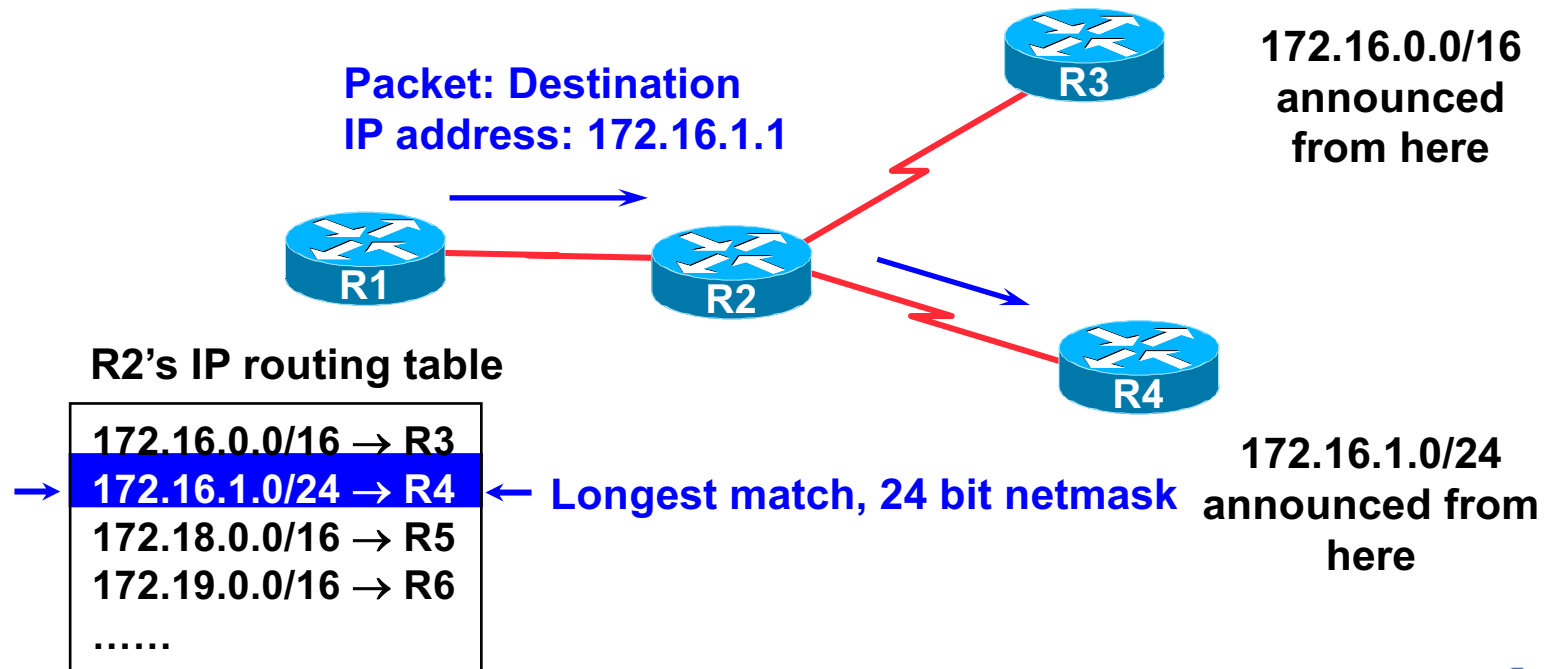 Packet: Destination
IP address: 172.16.1.1
R3
172.16.0.0/16
announced
from here
R1
R2
R4
172.16.1.0/24
announced from
here
R2’s IP routing table
172.16.0.0/16 → R3
172.16.1.0/24 → R4
172.18.0.0/16 → R5
172.19.0.0/16 → R6
……
Longest match, 24 bit netmask